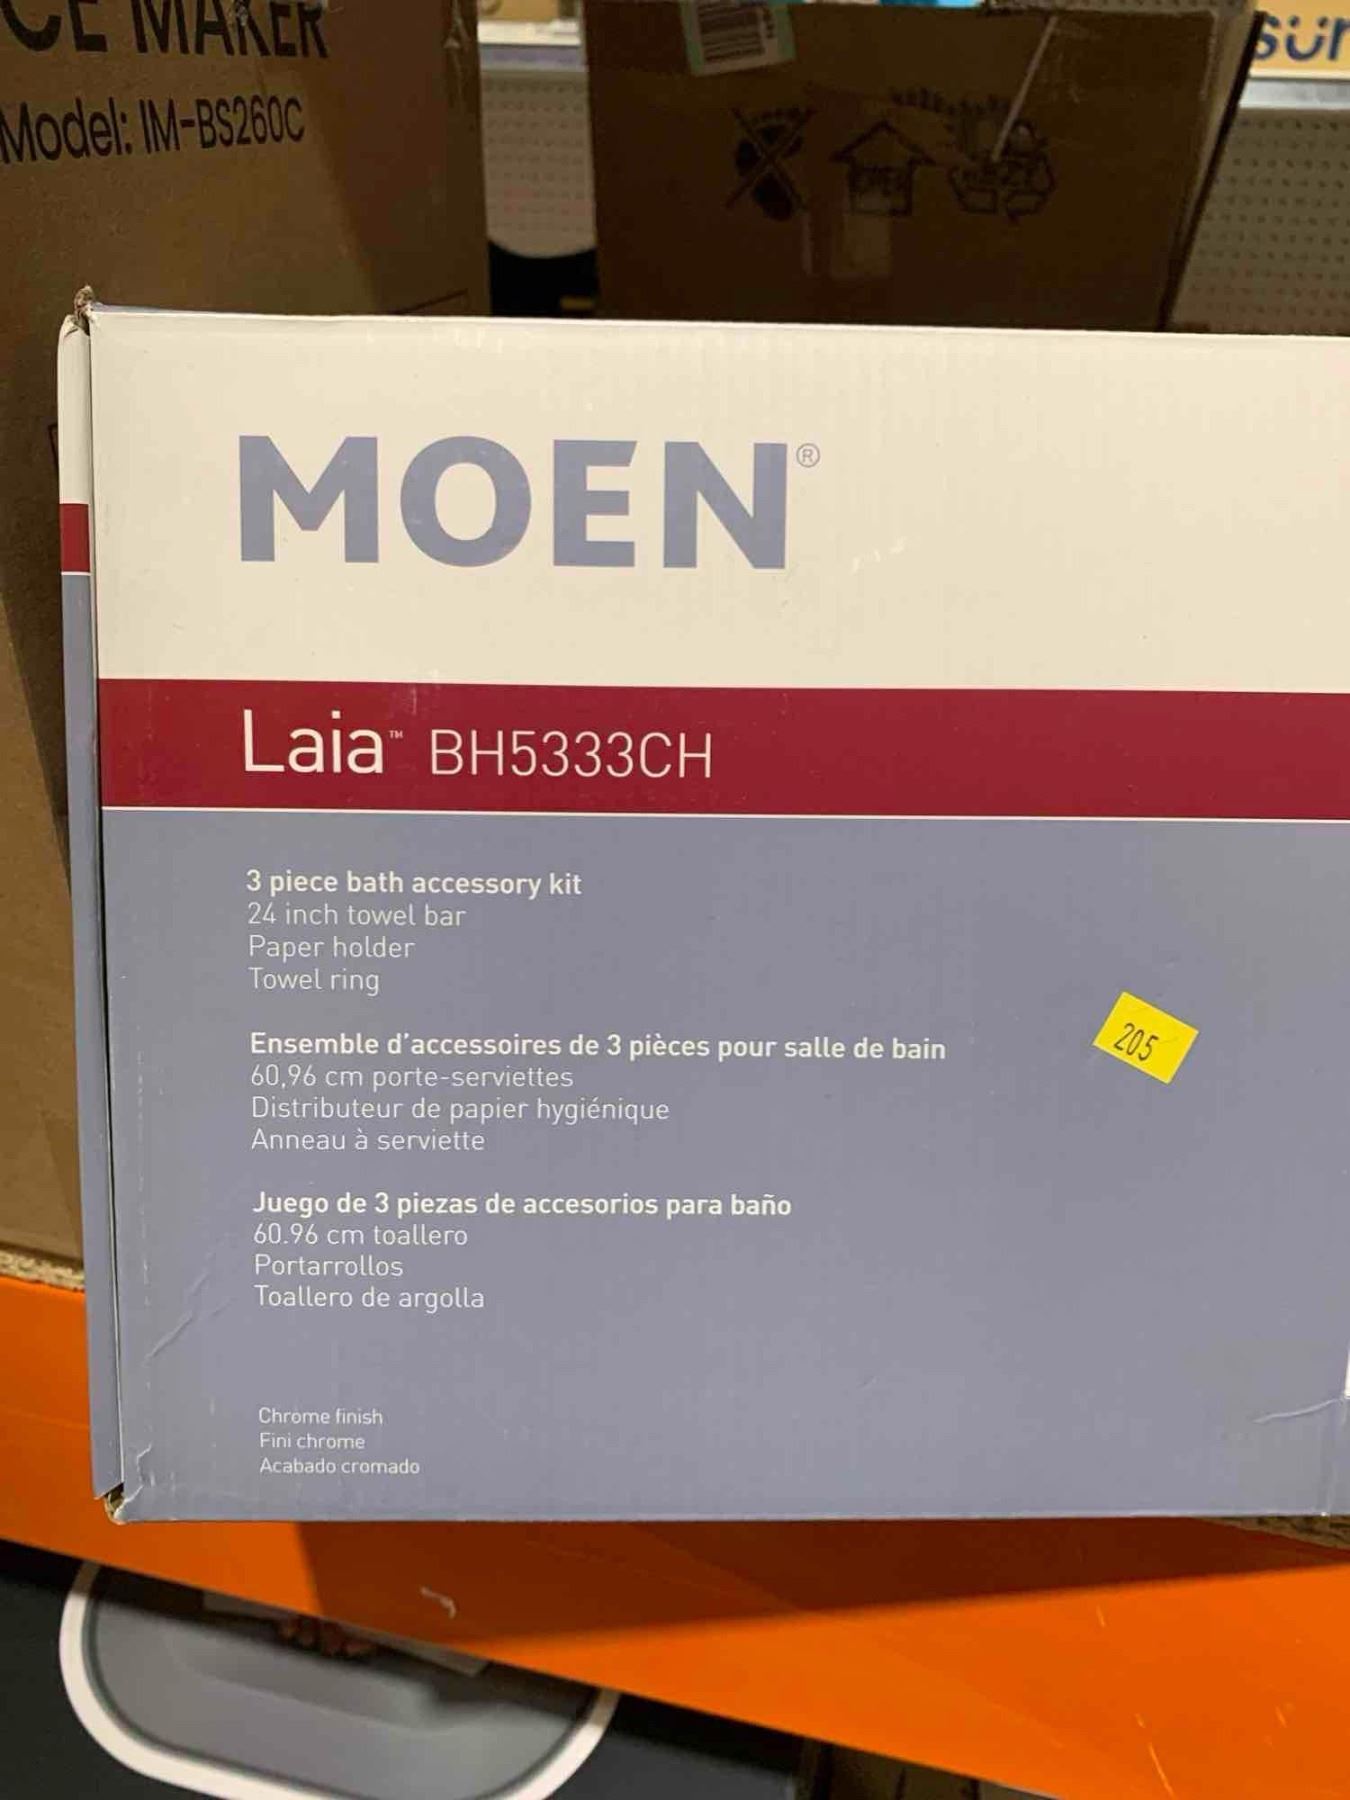 CE MAKER
Model: IM-BS260C
sür
MOEN®
Laia™ BH5333CH
3 piece bath accessory kit
24 inch towel bar
Paper holder
Towel ring
205
Ensemble d'accessoires de 3 pièces pour salle de bain
60,96 cm porte-serviettes
Distributeur de papier hygiénique
Anneau à serviette
Juego de 3 piezas de accesorios para baño
60.96 cm toallero
Portarrollos
Toallero de argolla
Chrome finish
Fini chrome
Acabado cromado